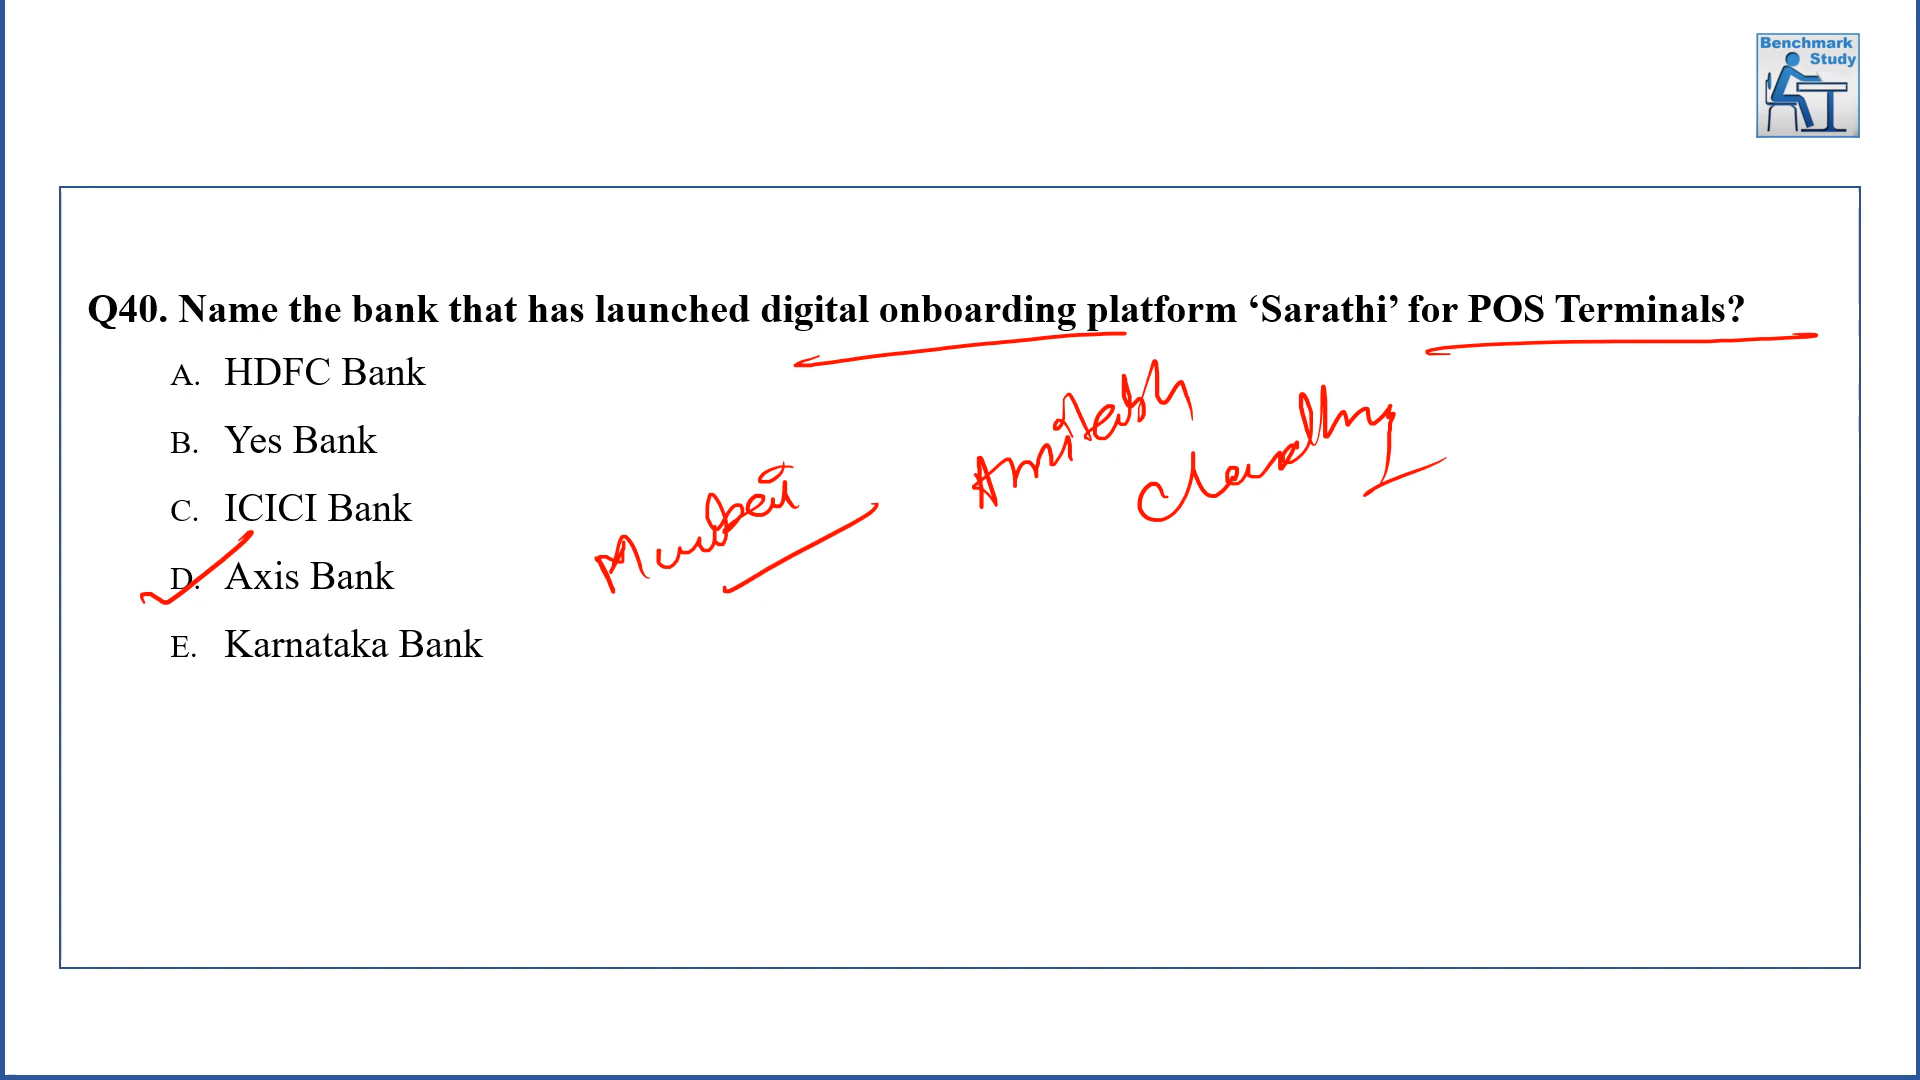 Benchmark
Study
Q40. Name the bank that has launched digital onboarding platform ‘Sarathi’ for POS Terminals?
A. HDFC Bank
B. Yes Bank
C. ICICI Bank
D. Axis Bank
E. Karnataka Bank
Mumbai
Amitabh
Chaudhry